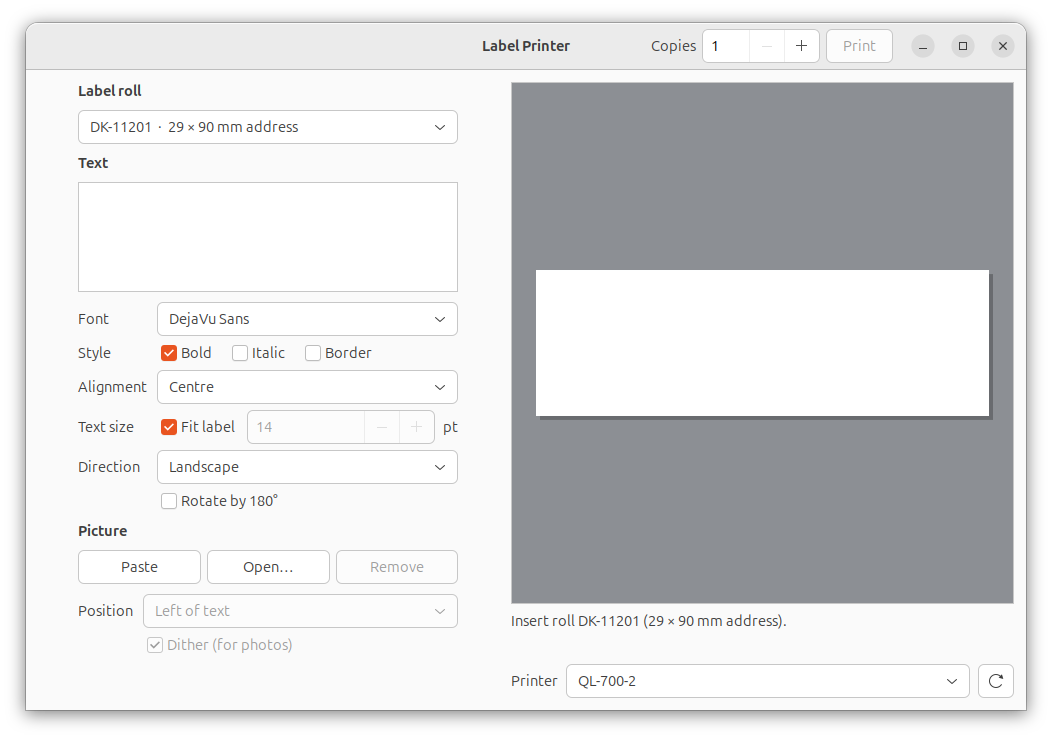 Label Printer
Copies 1 − + Print
Label roll
DK-11201 · 29 × 90 mm address
Text
Font DejaVu Sans
Style Bold Italic Border
Alignment Centre
Text size Fit label 14 − + pt
Direction Landscape
Rotate by 180°
Picture
Paste Open… Remove
Position Left of text
Dither (for photos)
Insert roll DK-11201 (29 × 90 mm address).
Printer QL-700-2